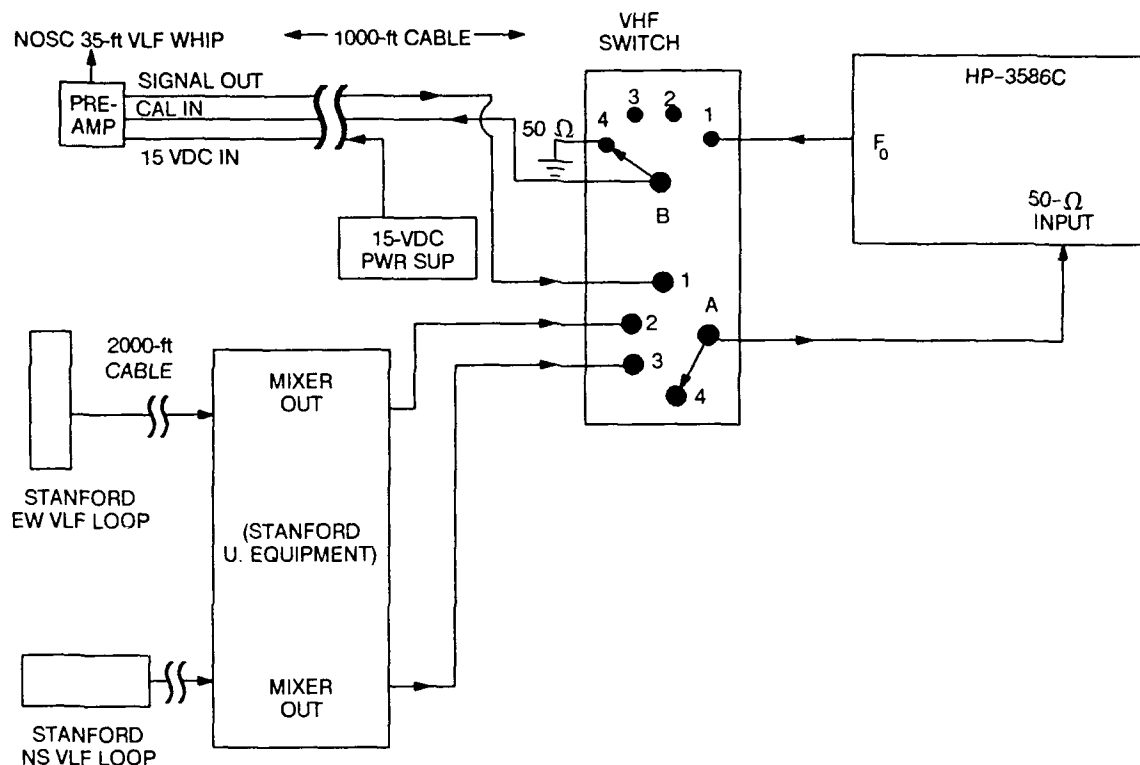 NOSC 35-ft VLF WHIP
1000-ft CABLE
VHF
SWITCH
HP-3586C
PRE-
AMP
SIGNAL OUT
CAL IN
15 VDC IN
50 Ω
4
3
2
1
B
F0
50-Ω
INPUT
15-VDC
PWR SUP
1
A
2
3
4
2000-ft
CABLE
MIXER
OUT
STANFORD
EW VLF LOOP
(STANFORD
U. EQUIPMENT)
MIXER
OUT
STANFORD
NS VLF LOOP